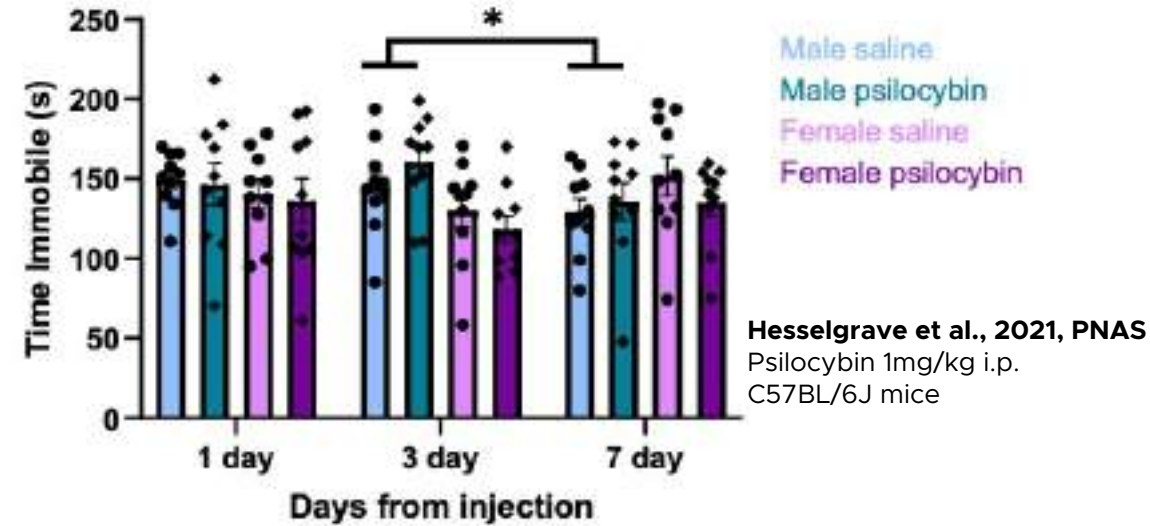 *
250
200
150
100
50
0
Time Immobile (s)
1 day
3 day
7 day
Days from injection
Male saline
Male psilocybin
Female saline
Female psilocybin
Hesselgrave et al., 2021, PNAS
Psilocybin 1mg/kg i.p.
C57BL/6J mice